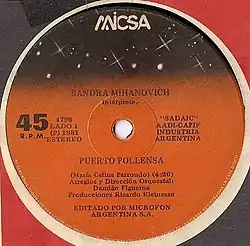 MICSA
SANDRA MIHANOVICH
Intérprete
45
R.P.M.
4796
LADO 1
(P) 1981
ESTEREO
"SADAIC"
AADI-CAPIF
INDUSTRIA
ARGENTINA
PUERTO POLLENSA
(María Celina Parrondo) (4:20)
Arreglos y Dirección Orquestal:
Damián Figueroa
Producciones Ricardo Kleinman
EDITADO POR MICROFON
ARGENTINA S.A.